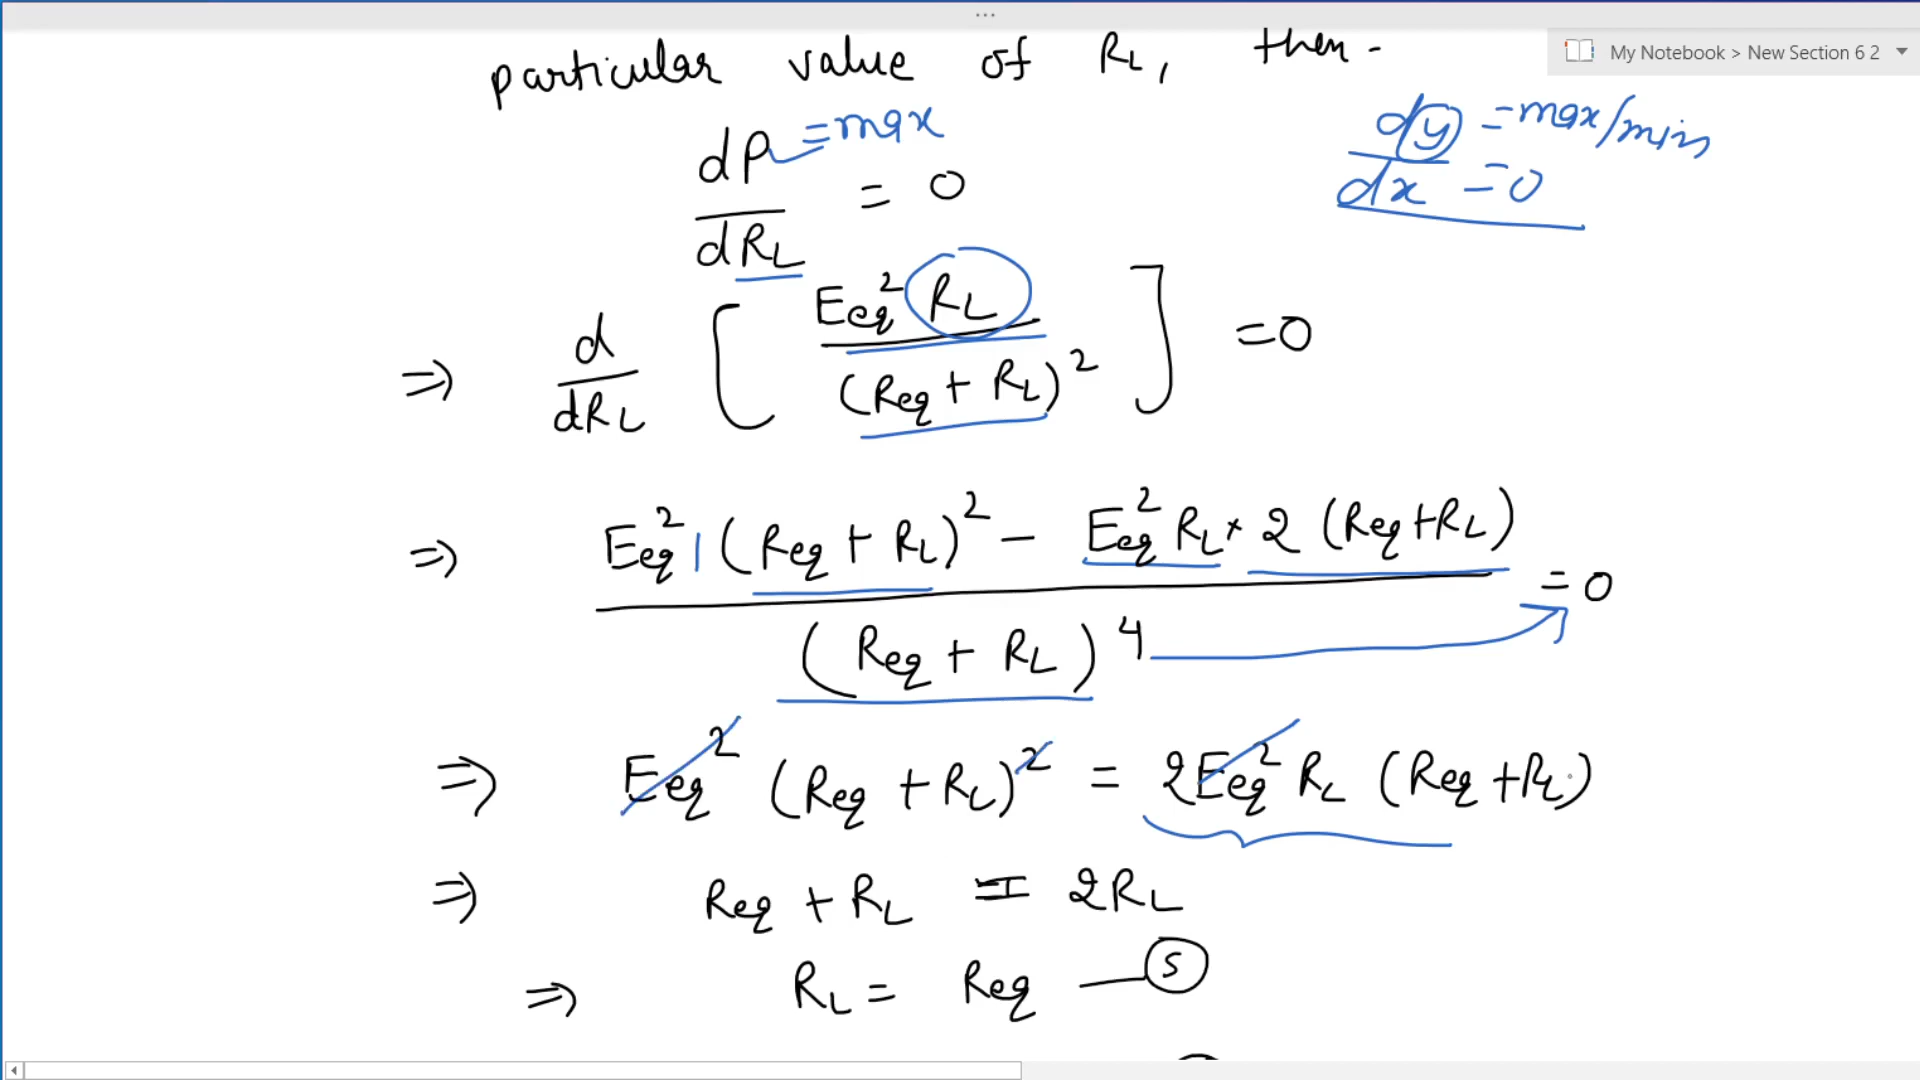 ...
My Notebook > New Section 6 2
particular value of RL, then -
dP = max
dRL = 0
dy = max/min
dx = 0
=> d/dRL [ Eeq² RL / (Req + RL)² ] = 0
=> Eeq² 1 (Req + RL)² - Eeq² RL × 2 (Req + RL) / (Req + RL)⁴ = 0
=> Eeq² (Req + RL)² = 2Eeq² RL (Req + RL)
=> Req + RL = 2RL
=> RL = Req — 5